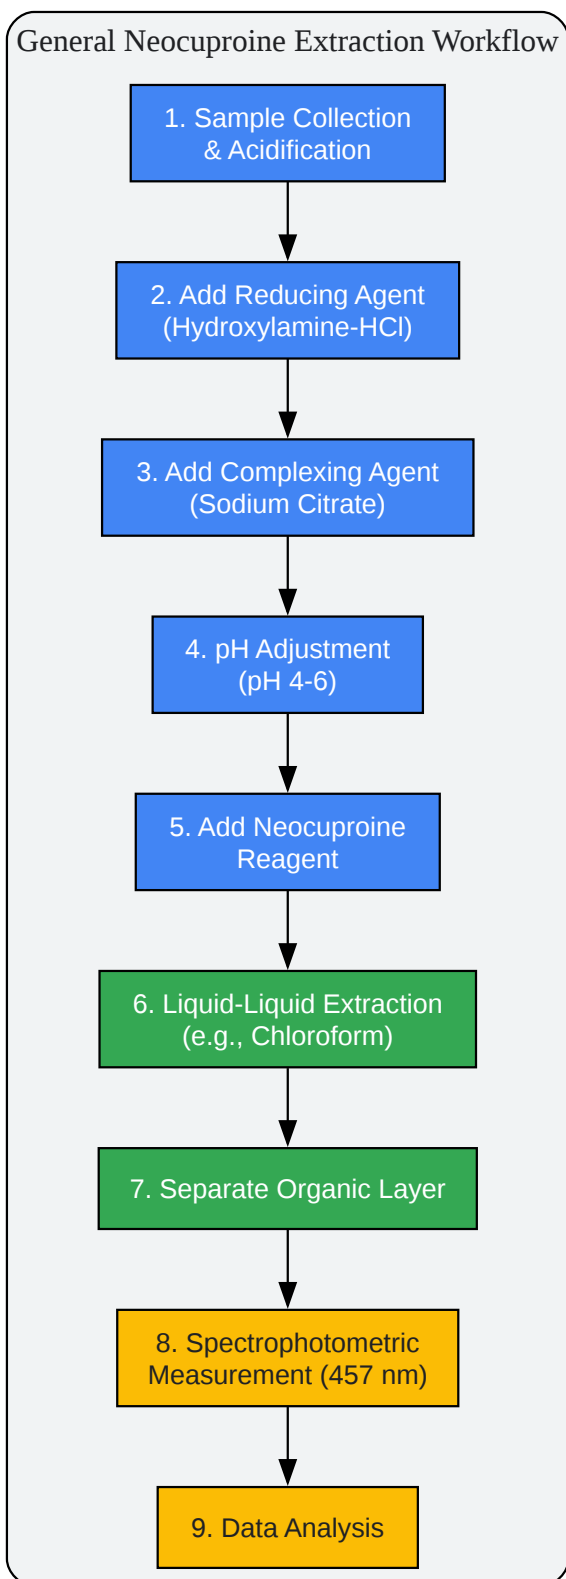 General Neocuproine Extraction Workflow
1. Sample Collection
& Acidification
2. Add Reducing Agent
(Hydroxylamine-HCl)
3. Add Complexing Agent
(Sodium Citrate)
4. pH Adjustment
(pH 4-6)
5. Add Neocuproine
Reagent
6. Liquid-Liquid Extraction
(e.g., Chloroform)
7. Separate Organic Layer
8. Spectrophotometric
Measurement (457 nm)
9. Data Analysis